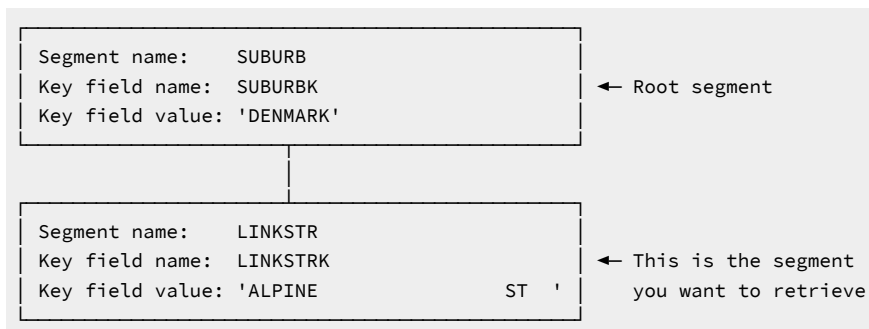 Segment name: SUBURB
Key field name: SUBURBK ← Root segment
Key field value: 'DENMARK'
Segment name: LINKSTR
Key field name: LINKSTRK ← This is the segment
Key field value: 'ALPINE                ST  ' you want to retrieve